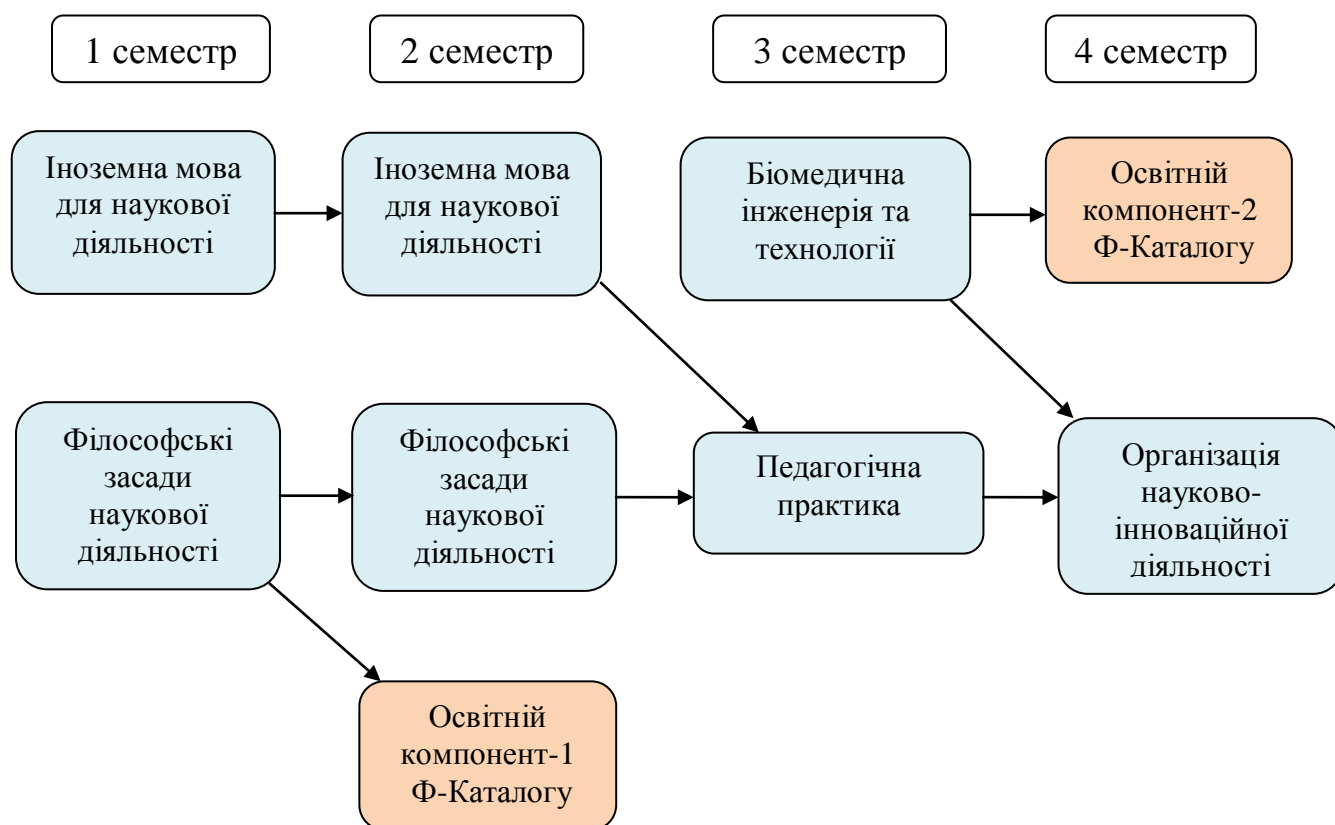 1 семестр
2 семестр
3 семестр
4 семестр
Іноземна мова
для наукової
діяльності
Іноземна мова
для наукової
діяльності
Біомедична
інженерія та
технології
Освітній
компонент-2
Ф-Каталогу
Філософські
засади
наукової
діяльності
Філософські
засади
наукової
діяльності
Педагогічна
практика
Організація
науково-
інноваційної
діяльності
Освітній
компонент-1
Ф-Каталогу